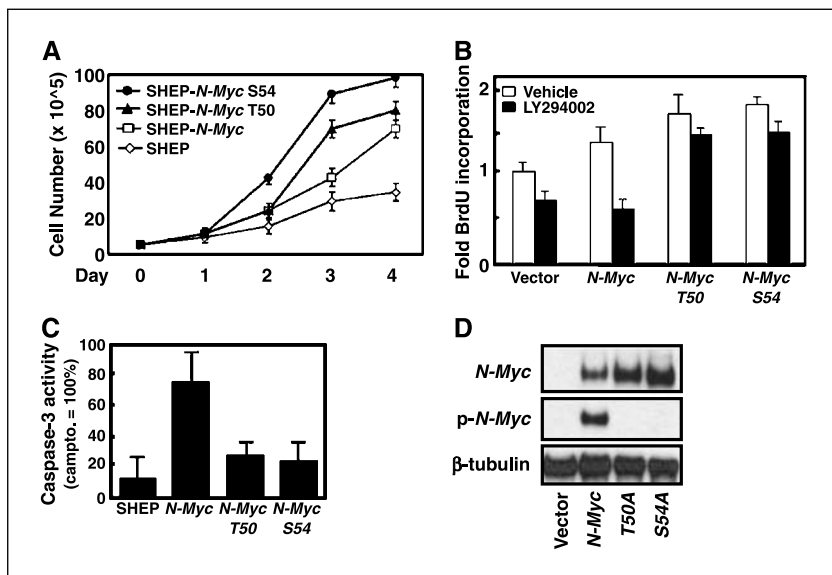 A
Cell Number (x 10^5)
100
80
60
40
20
0
SHEP-N-Myc S54
SHEP-N-Myc T50
SHEP-N-Myc
SHEP
Day 0 1 2 3 4
B
Fold BrdU incorporation
2
1
0
Vehicle
LY294002
Vector N-Myc N-Myc N-Myc
T50 S54
C
Caspase-3 activity
(campto. = 100%)
100
80
60
40
20
0
SHEP N-Myc N-Myc N-Myc
T50 S54
D
N-Myc
p-N-Myc
β-tubulin
Vector
N-Myc
T50A
S54A